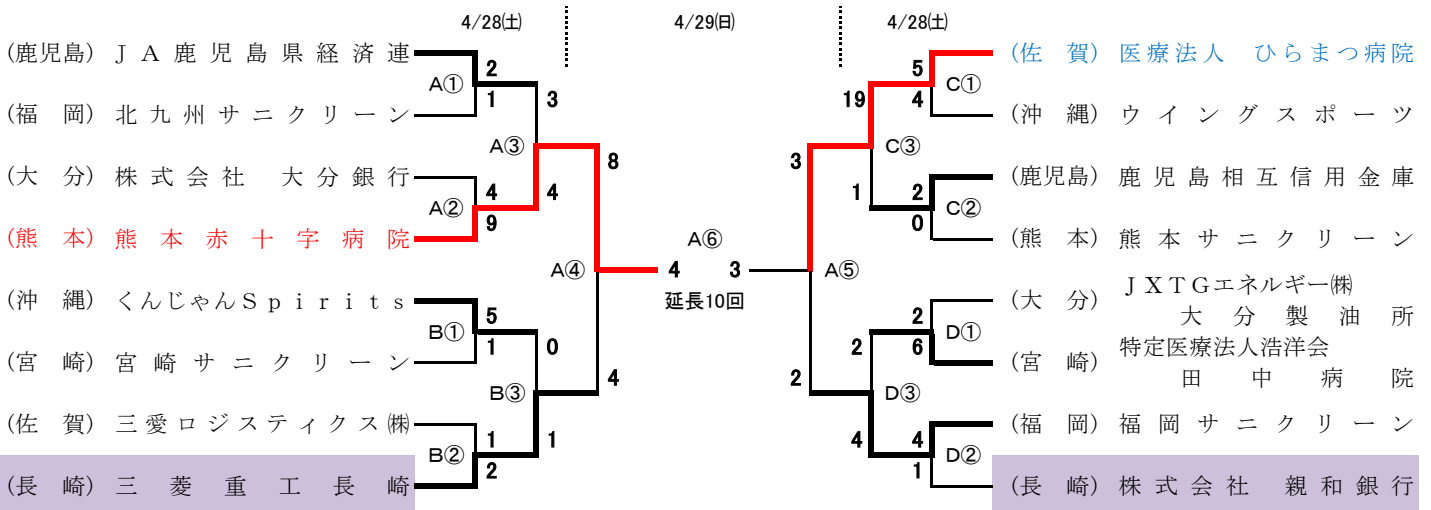 4/28㈯ 4/29㈰ 4/28㈯
(鹿児島) ＪＡ鹿児島県経済連
(福　岡) 北九州サニクリーン
(大　分) 株式会社　大分銀行
(熊　本) 熊本赤十字病院
(沖　縄) くんじゃんＳｐｉｒｉｔｓ
(宮　崎) 宮崎サニクリーン
(佐　賀) 三愛ロジスティクス㈱
(長　崎) 三菱重工長崎
A① 2 1
A② 4 9
B① 5 1
B② 1 2
A③ 3 4
B③ 0 1
A④ 8 4
A⑥
4 3
延長10回
A⑤ 3 2
C③ 19 1
D③ 2 4
C① 5 4
C② 2 0
D① 2 6
D② 4 1
(佐　賀) 医療法人　ひらまつ病院
(沖　縄) ウイングスポーツ
(鹿児島) 鹿児島相互信用金庫
(熊　本) 熊本サニクリーン
(大　分) ＪＸＴＧエネルギー㈱
大分製油所
(宮　崎) 特定医療法人浩洋会
田中病院
(福　岡) 福岡サニクリーン
(長　崎) 株式会社　親和銀行